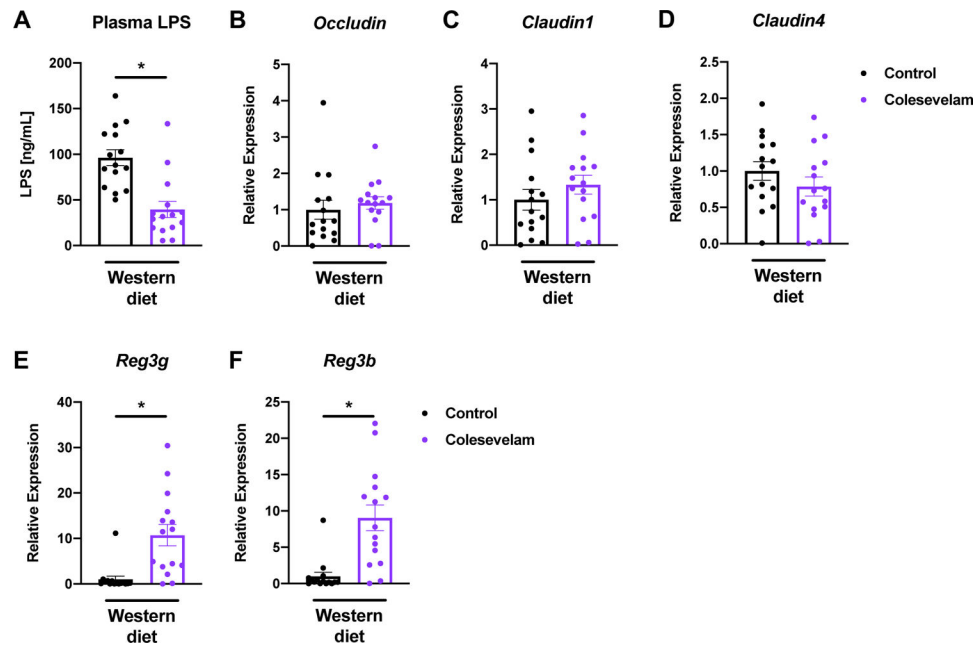 A
Plasma LPS
LPS [ng/mL]
200
150
100
50
0
*
Western
diet
B
Occludin
Relative Expression
5
4
3
2
1
0
Western
diet
C
Claudin1
Relative Expression
4
3
2
1
0
Western
diet
D
Claudin4
Relative Expression
2.5
2.0
1.5
1.0
0.5
0.0
Western
diet
Control
Colesevelam
E
Reg3g
Relative Expression
40
30
20
10
0
*
Western
diet
F
Reg3b
Relative Expression
25
20
15
10
5
0
*
Western
diet
Control
Colesevelam